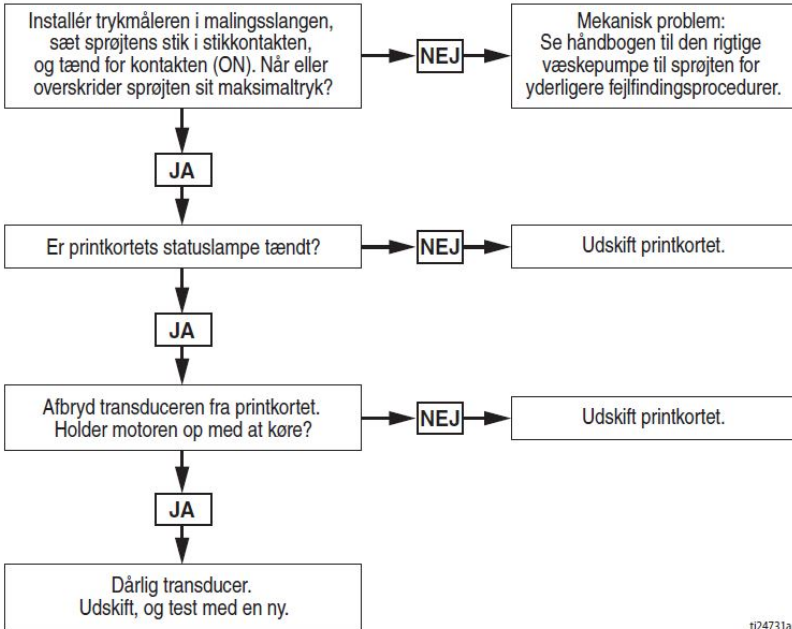 Installér trykmåleren i malingsslangen,
sæt sprøjtens stik i stikkontakten,
og tænd for kontakten (ON). Når eller
overskrider sprøjten sit maksimaltryk?
NEJ
Mekanisk problem:
Se håndbogen til den rigtige
væskepumpe til sprøjten for
yderligere fejlfindingsprocedurer.
JA
Er printkortets statuslampe tændt?
NEJ
Udskift printkortet.
JA
Afbryd transduceren fra printkortet.
Holder motoren op med at køre?
NEJ
Udskift printkortet.
JA
Dårlig transducer.
Udskift, og test med en ny.
ti24731a